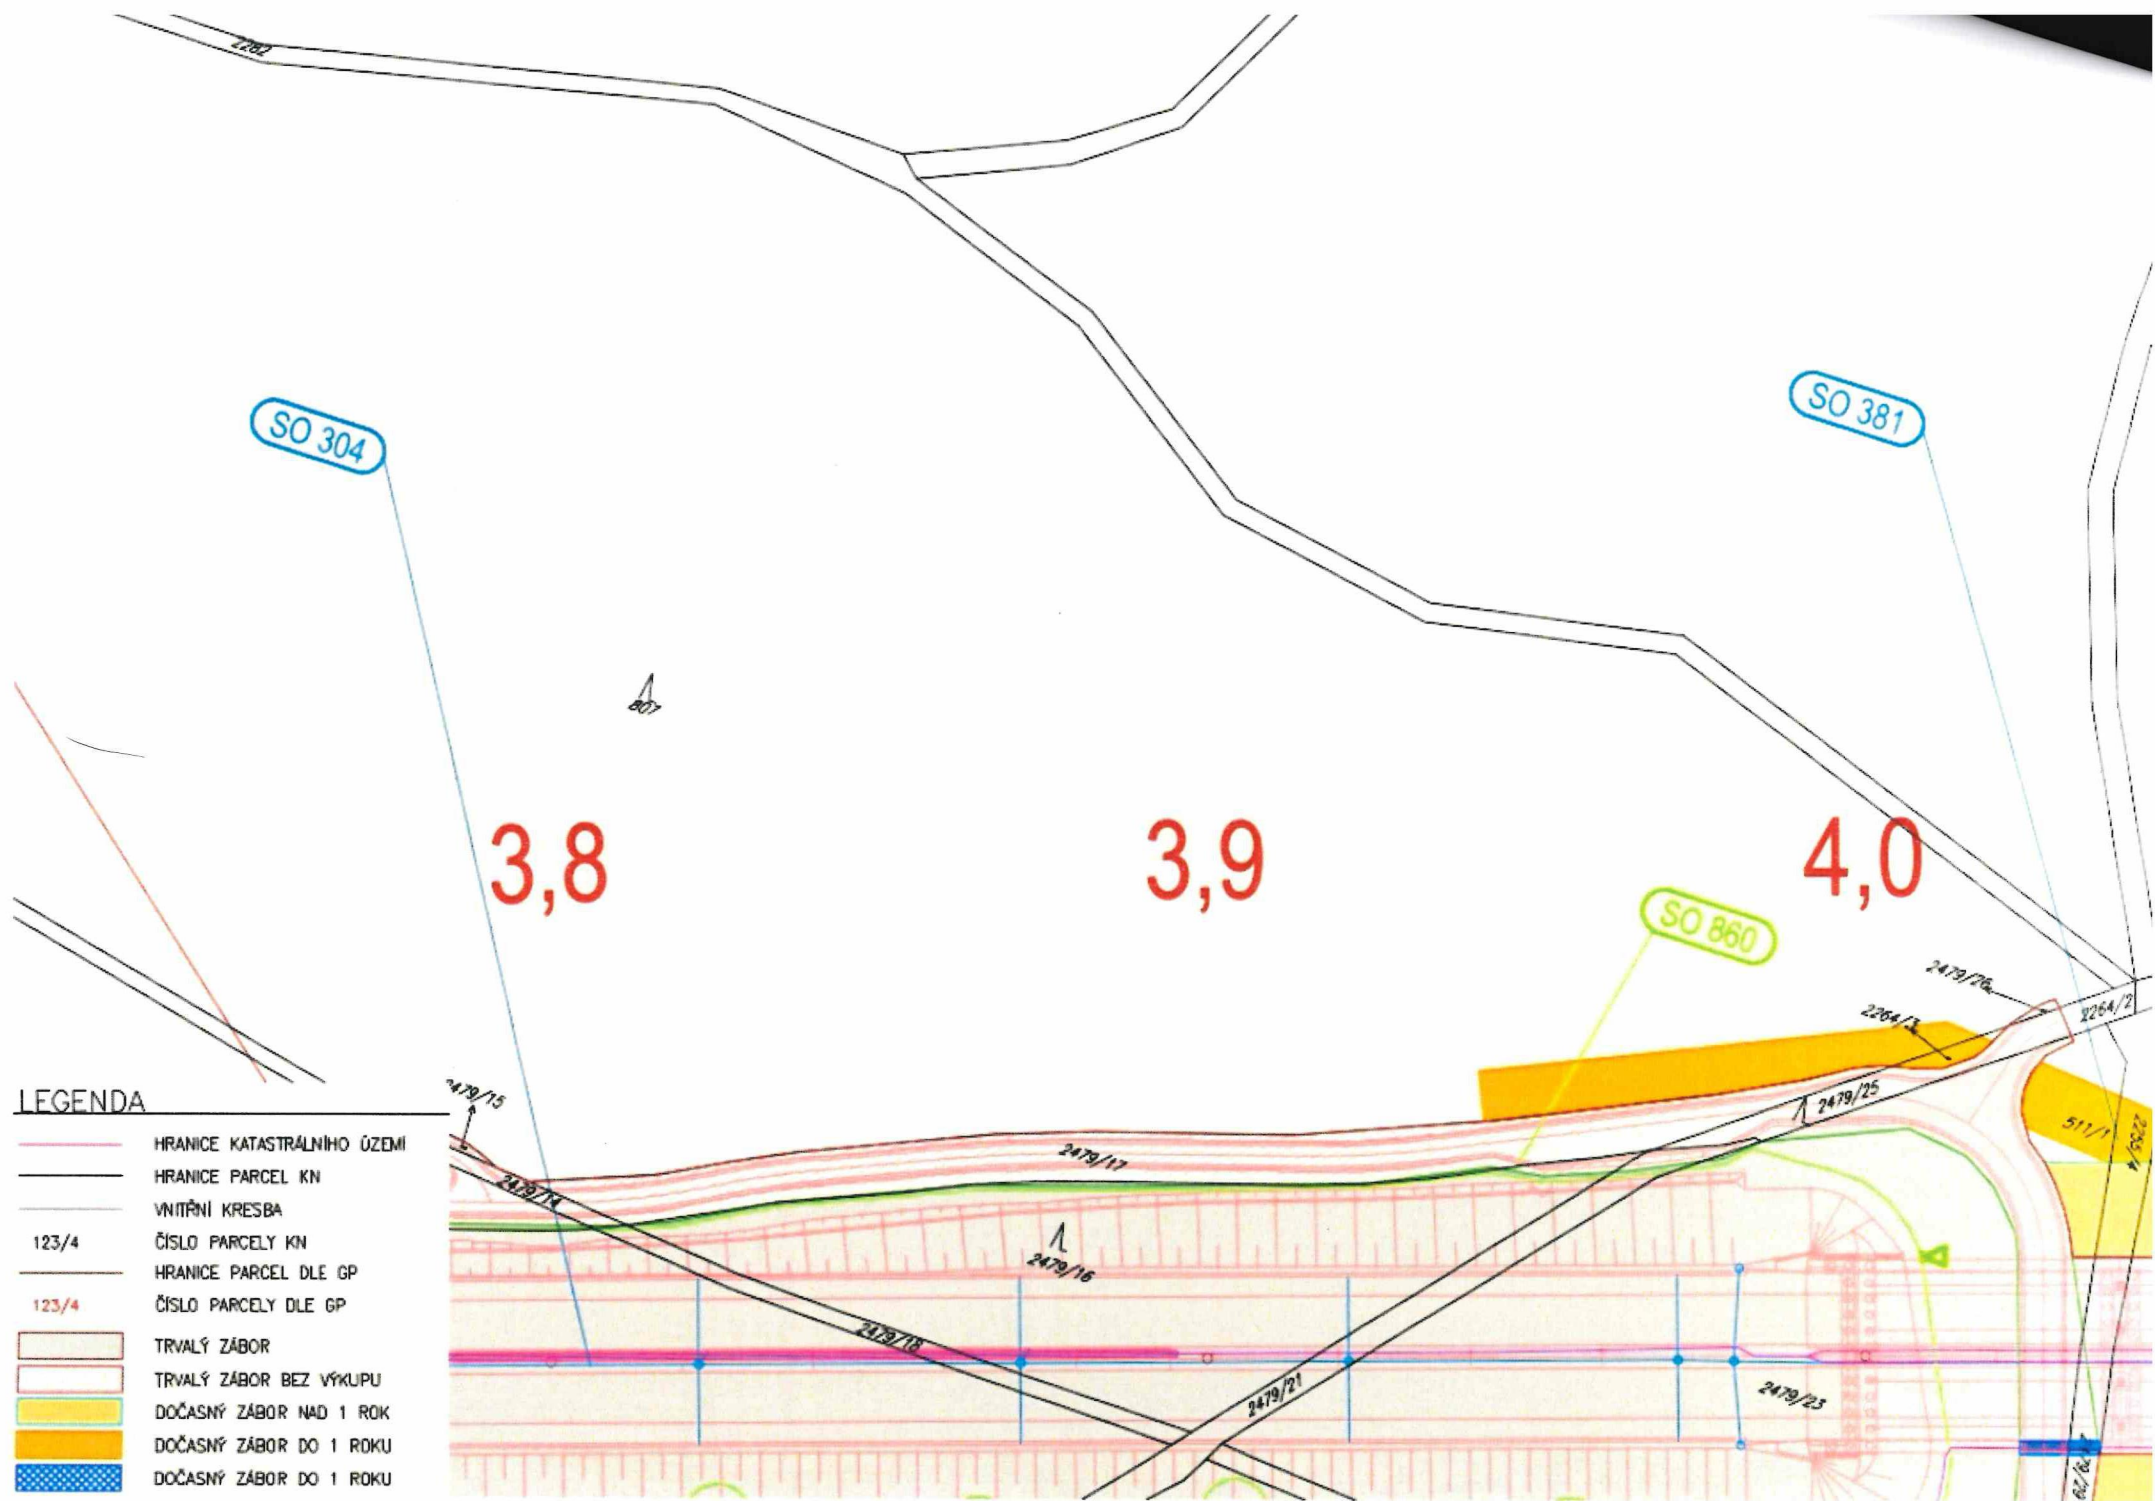 2282
SO 304
SO 381
807
3,8
3,9
4,0
SO 860
2479/26
2264/3
2264/2
2479/15
2479/25
511/1
2259/4
2479/17
2479/14
2479/16
2479/18
2479/21
2479/23
2479/29
LEGENDA
HRANICE KATASTRÁLNÍHO ÚZEMÍ
HRANICE PARCEL KN
VNITŘNÍ KRESBA
123/4 ČÍSLO PARCELY KN
HRANICE PARCEL DLE GP
123/4 ČÍSLO PARCELY DLE GP
TRVALÝ ZÁBOR
TRVALÝ ZÁBOR BEZ VÝKUPU
DOČASNÝ ZÁBOR NAD 1 ROK
DOČASNÝ ZÁBOR DO 1 ROKU
DOČASNÝ ZÁBOR DO 1 ROKU